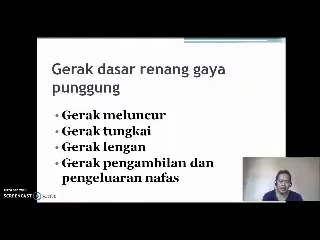 Gerak dasar renang gaya
punggung
• Gerak meluncur
• Gerak tungkai
• Gerak lengan
• Gerak pengambilan dan
pengeluaran nafas
SCREENCAST